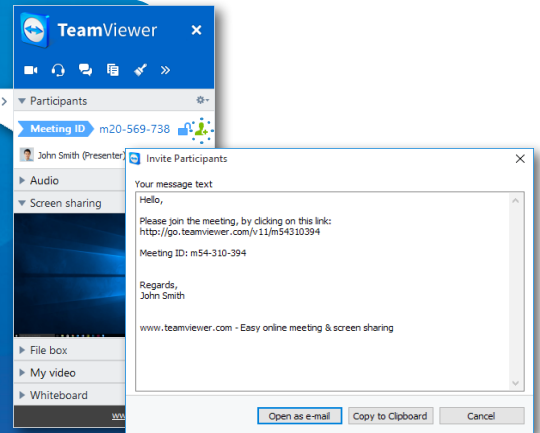 TeamViewer
Participants
Meeting ID m20-569-738
John Smith (Presenter)
Audio
Screen sharing
File box
My video
Whiteboard
Invite Participants
Your message text
Hello,
Please join the meeting, by clicking on this link:
http://go.teamviewer.com/v11/m54310394
Meeting ID: m54-310-394
Regards,
John Smith
www.teamviewer.com - Easy online meeting & screen sharing
Open as e-mail Copy to Clipboard Cancel